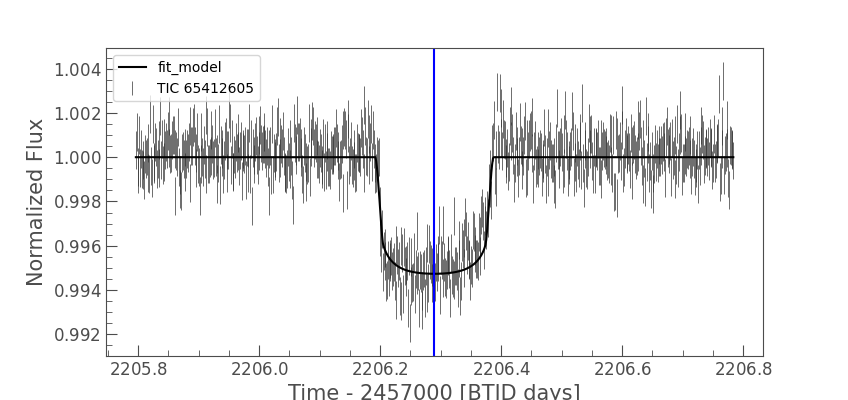 fit_model
TIC 65412605
Normalized Flux
1.004
1.002
1.000
0.998
0.996
0.994
0.992
2205.8 2206.0 2206.2 2206.4 2206.6 2206.8
Time - 2457000 [BTJD days]